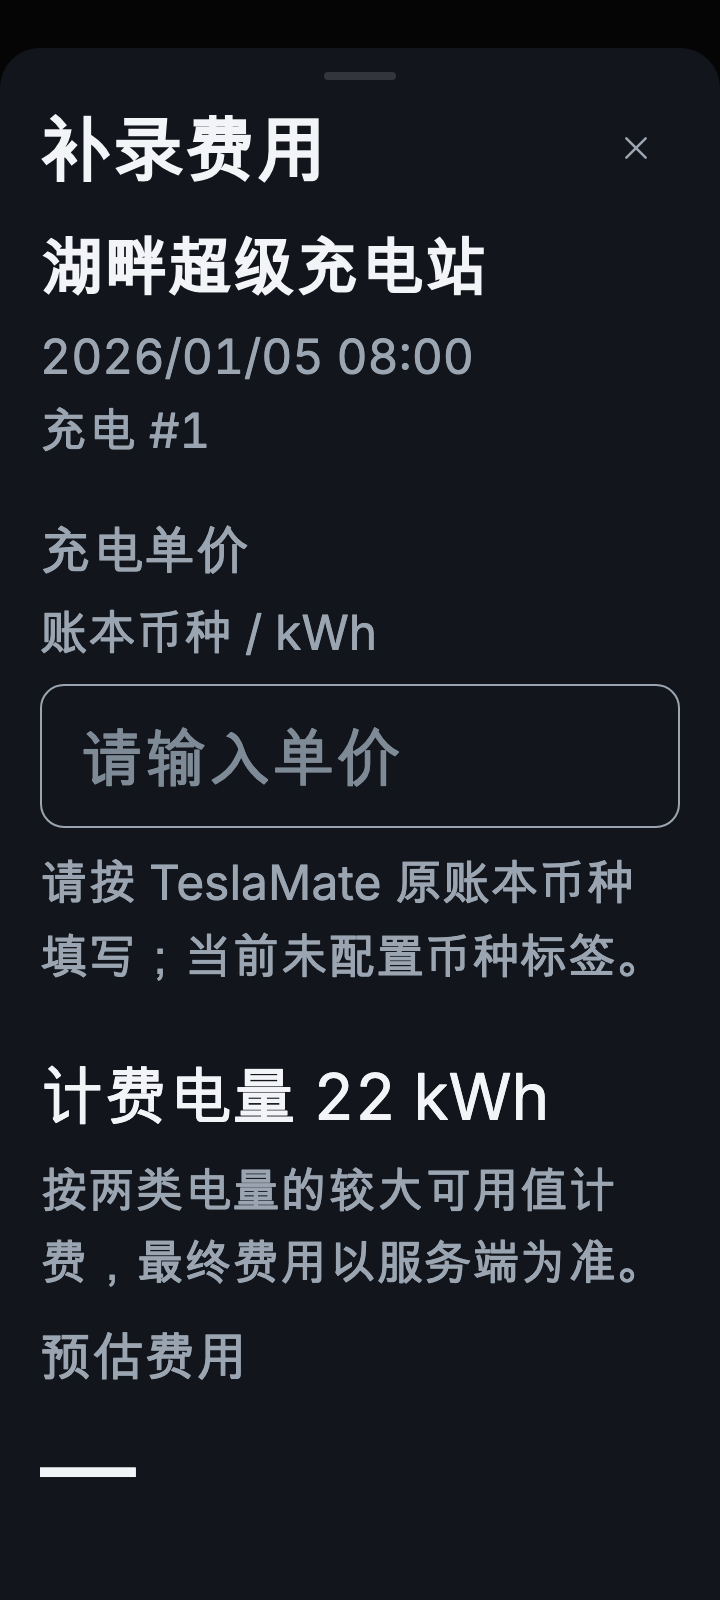 补录费用
湖畔超级充电站
2026/01/05 08:00
充电 #1
充电单价
账本币种 / kWh
请输入单价
请按 TeslaMate 原账本币种
填写；当前未配置币种标签。
计费电量 22 kWh
按两类电量的较大可用值计
费，最终费用以服务端为准。
预估费用
—